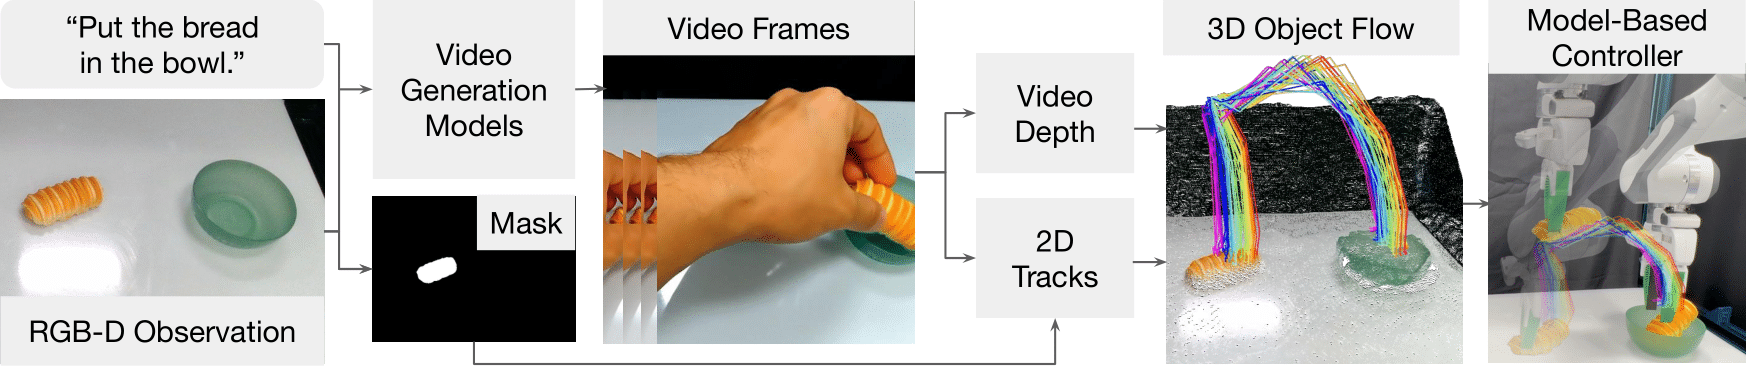 “Put the bread
in the bowl.”
RGB-D Observation
Video
Generation
Models
Mask
Video Frames
Video
Depth
2D
Tracks
3D Object Flow
Model-Based
Controller